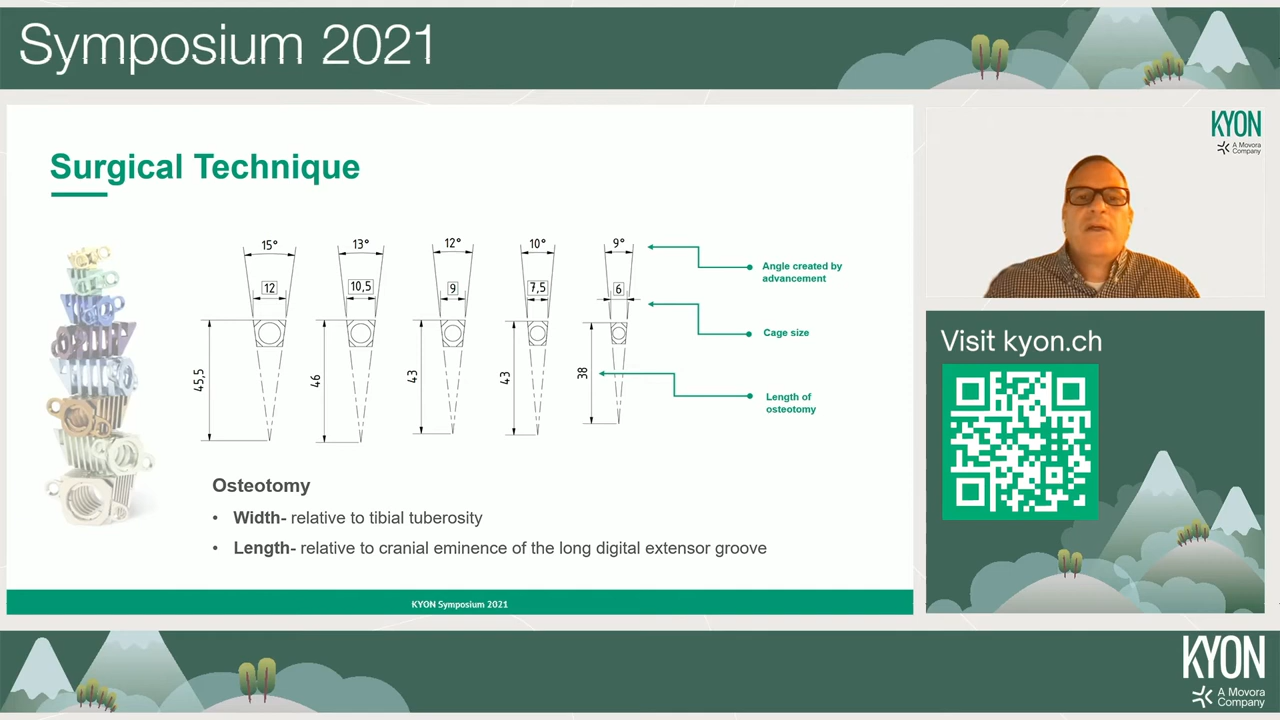 Symposium 2021
Surgical Technique
15° 13° 12° 10° 9°
12 10,5 9 7,5 6
45,5 46 43 43 38
Angle created by
advancement
Cage size
Length of
osteotomy
Osteotomy
• Width- relative to tibial tuberosity
• Length- relative to cranial eminence of the long digital extensor groove
KYON Symposium 2021
KYON
A Movora
Company
Visit kyon.ch
KYON
A Movora
Company